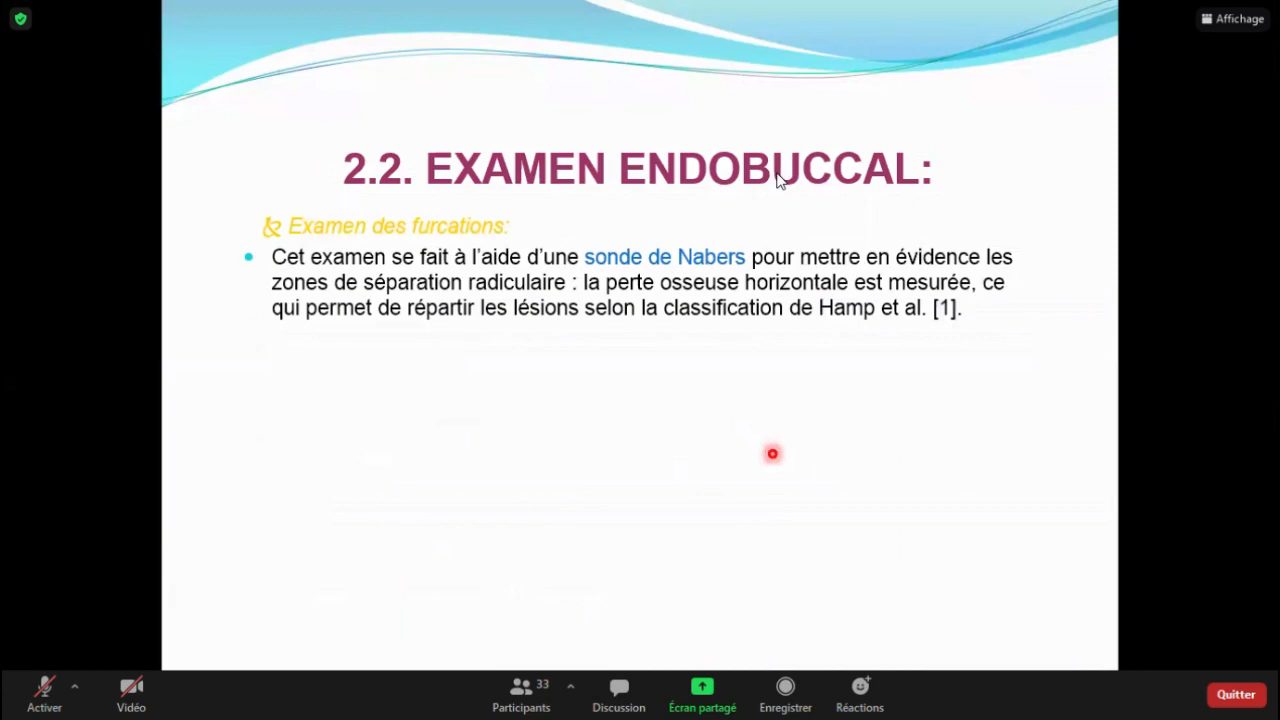 Affichage
2.2. EXAMEN ENDOBUCCAL:
Examen des furcations:
• Cet examen se fait à l’aide d’une sonde de Nabers pour mettre en évidence les
zones de séparation radiculaire : la perte osseuse horizontale est mesurée, ce
qui permet de répartir les lésions selon la classification de Hamp et al. [1].
33
Activer
Vidéo
Participants
Discussion
Écran partagé
Enregistrer
Réactions
Quitter